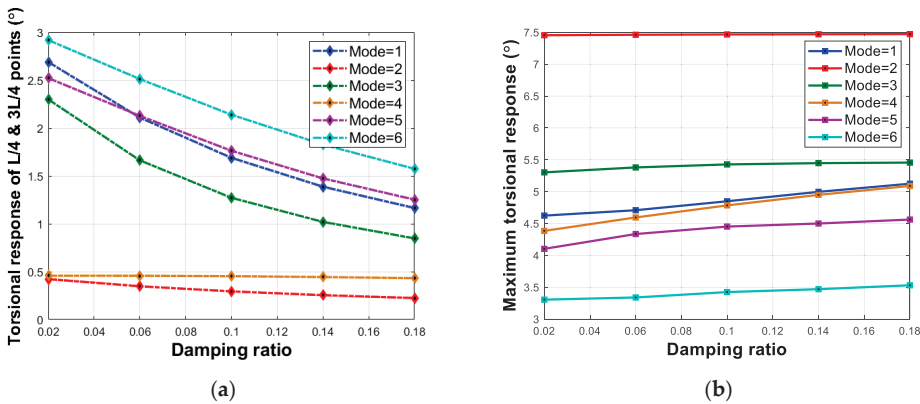 Torsional response of L/4 & 3L/4 points (°)
3
2.5
2
1.5
1
0.5
0
0.02 0.04 0.06 0.08 0.1 0.12 0.14 0.16 0.18
Damping ratio
Mode=1
Mode=2
Mode=3
Mode=4
Mode=5
Mode=6
(a)
Maximum torsional response (°)
7.5
7
6.5
6
5.5
5
4.5
4
3.5
3
0.02 0.04 0.06 0.08 0.1 0.12 0.14 0.16 0.18
Damping ratio
Mode=1
Mode=2
Mode=3
Mode=4
Mode=5
Mode=6
(b)